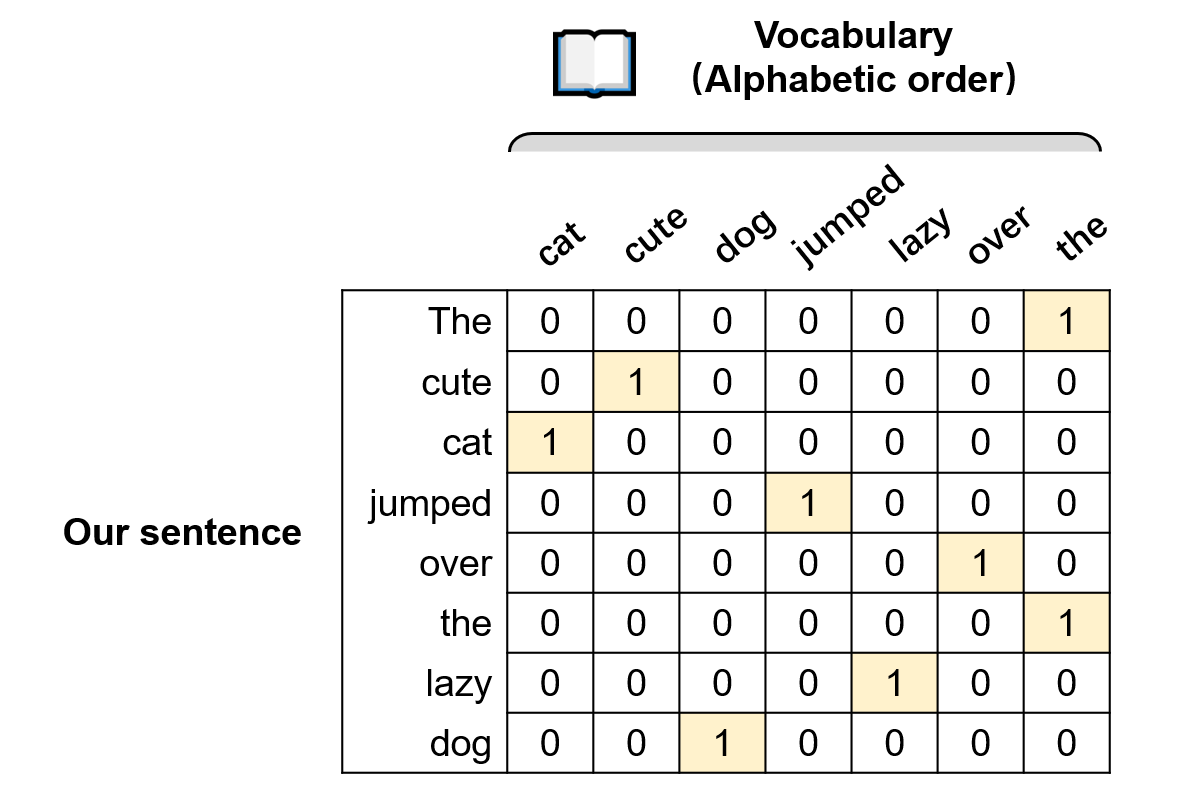 Vocabulary
(Alphabetic order)
cat cute dog jumped lazy over the
The 0 0 0 0 0 0 1
cute 0 1 0 0 0 0 0
cat 1 0 0 0 0 0 0
jumped 0 0 0 1 0 0 0
Our sentence
over 0 0 0 0 0 1 0
the 0 0 0 0 0 0 1
lazy 0 0 0 0 1 0 0
dog 0 0 1 0 0 0 0